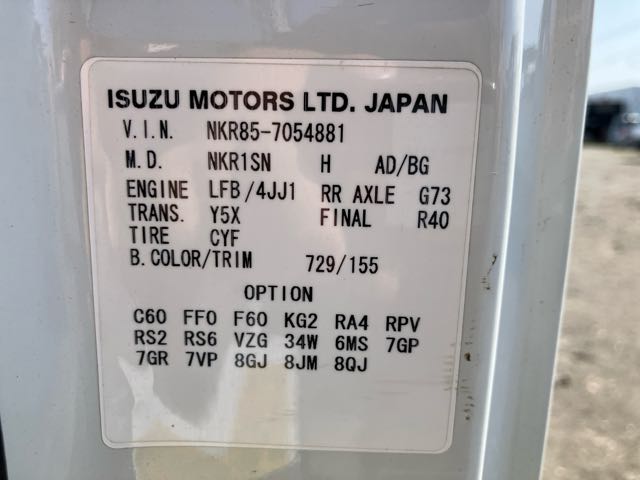 ISUZU MOTORS LTD. JAPAN
V.I.N. NKR85-7054881
M.D. NKR1SN H AD/BG
ENGINE LFB/4JJ1 RR AXLE G73
TRANS. Y5X FINAL R40
TIRE CYF
B.COLOR/TRIM 729/155
OPTION
C60 FF0 F60 KG2 RA4 RPV
RS2 RS6 VZG 34W 6MS 7GP
7GR 7VP 8GJ 8JM 8QJ